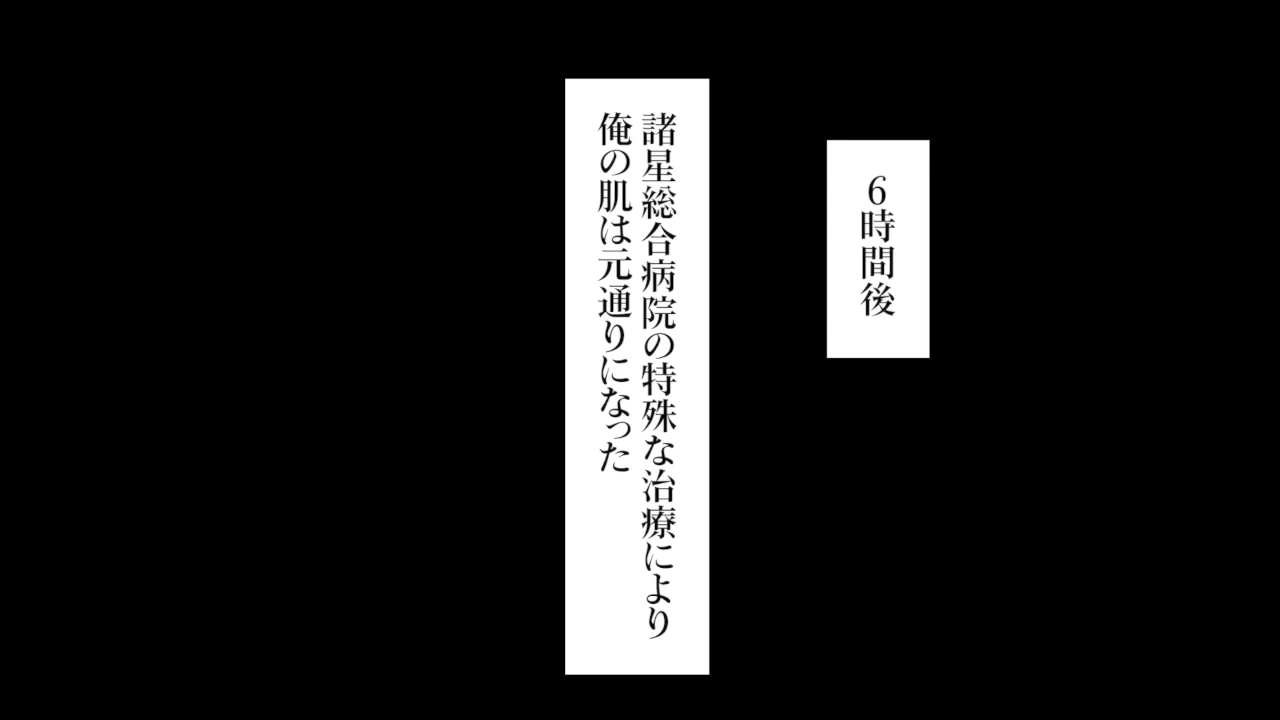 6時間後
諸星総合病院の特殊な治療により
俺の肌は元通りになった